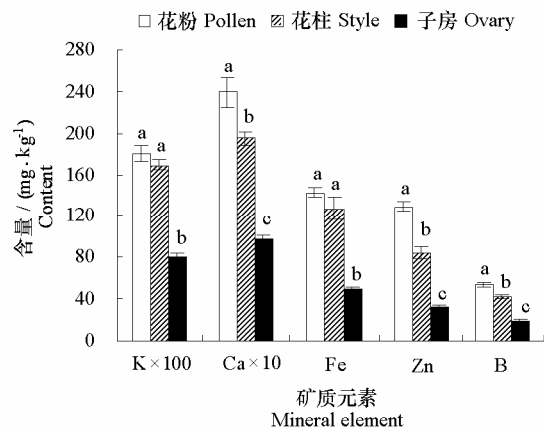 花粉 Pollen 花柱 Style 子房 Ovary
含量 / (mg·kg⁻¹)
Content
280
240
200
160
120
80
40
0
a a b
a b c
a a b
a b c
a b c
K×100 Ca×10 Fe Zn B
矿质元素
Mineral element